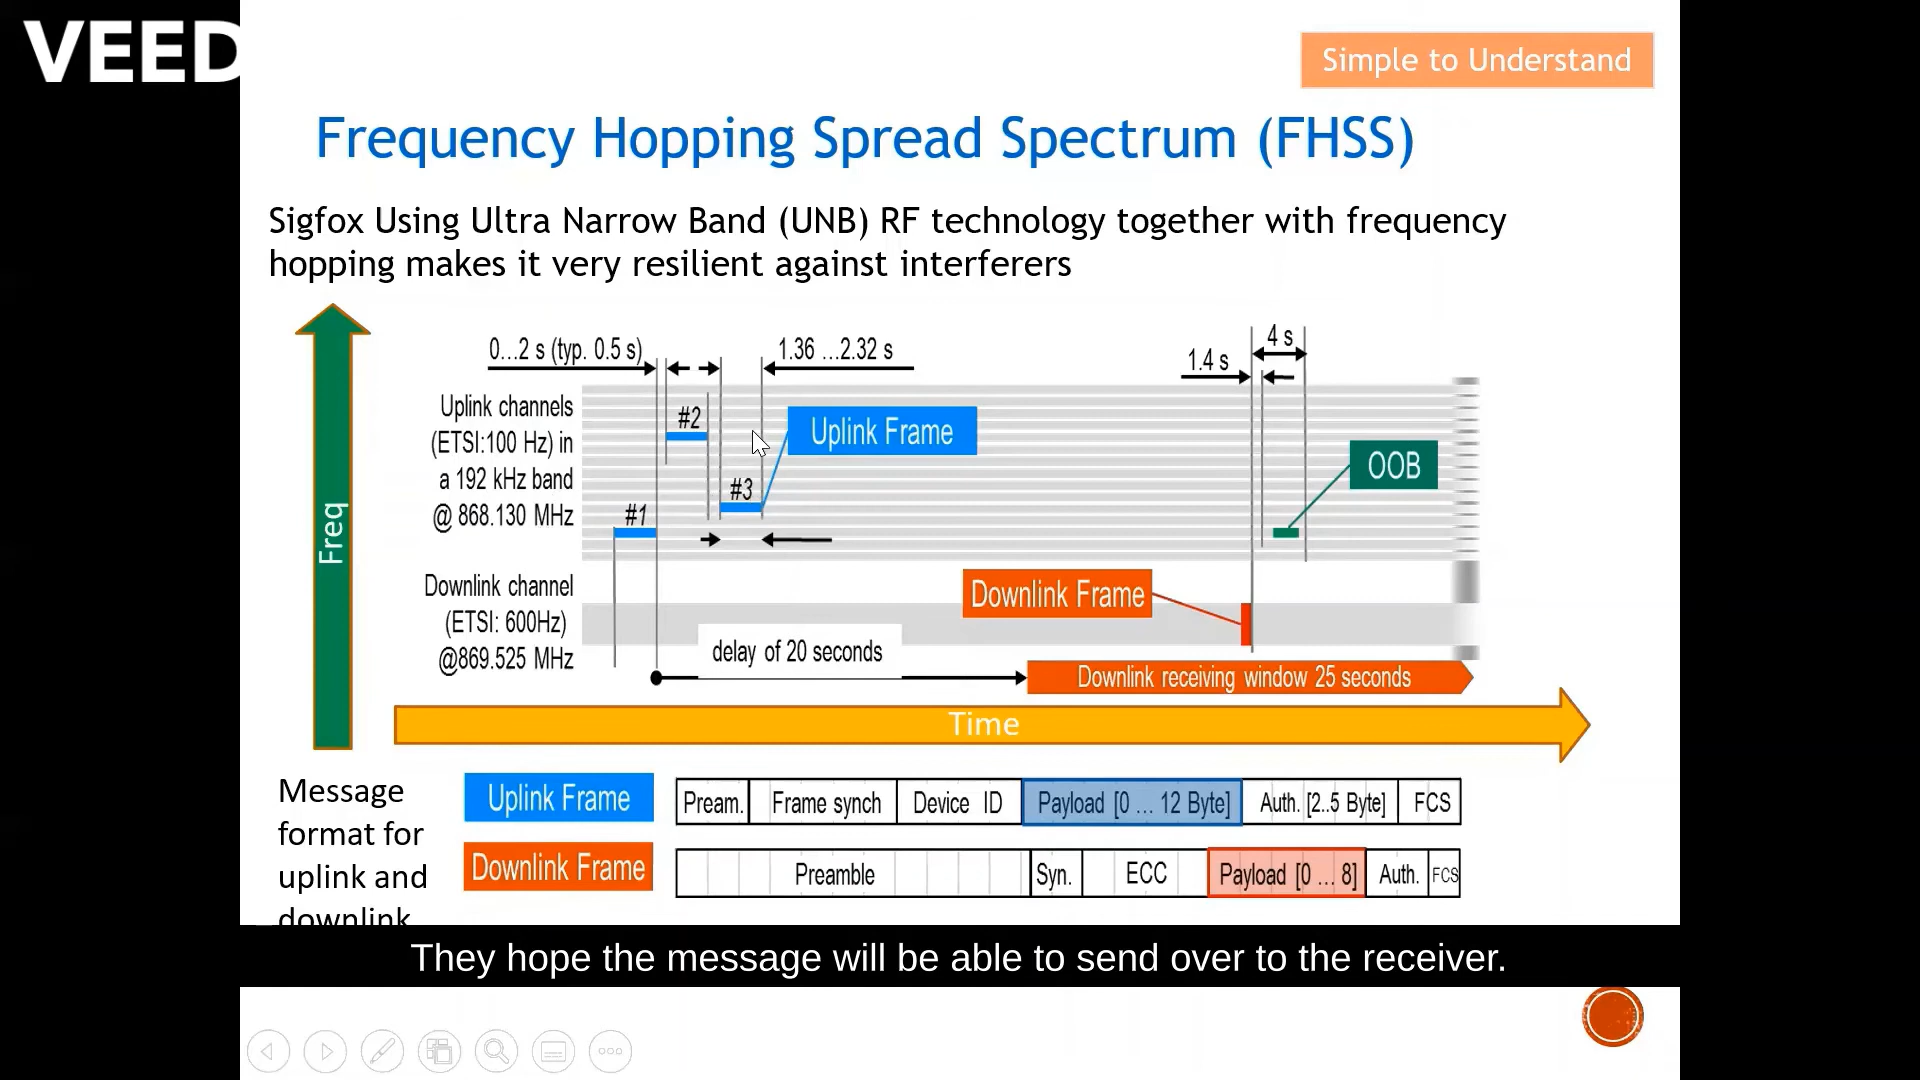 VEED
Simple to Understand
Frequency Hopping Spread Spectrum (FHSS)
Sigfox Using Ultra Narrow Band (UNB) RF technology together with frequency
hopping makes it very resilient against interferers
0...2 s (typ. 0.5 s)
1.36 ...2.32 s
1.4 s
4 s
Uplink channels
(ETSI:100 Hz) in
a 192 kHz band
@ 868.130 MHz
#1
#2
#3
Uplink Frame
OOB
Freq
Downlink channel
(ETSI: 600Hz)
@869.525 MHz
Downlink Frame
delay of 20 seconds
Downlink receiving window 25 seconds
Time
Message
format for
uplink and
downlink
Uplink Frame
Pream. Frame synch Device ID Payload [0 ... 12 Byte] Auth. [2..5 Byte] FCS
Downlink Frame
Preamble Syn. ECC Payload [0 ... 8] Auth. FCS
They hope the message will be able to send over to the receiver.